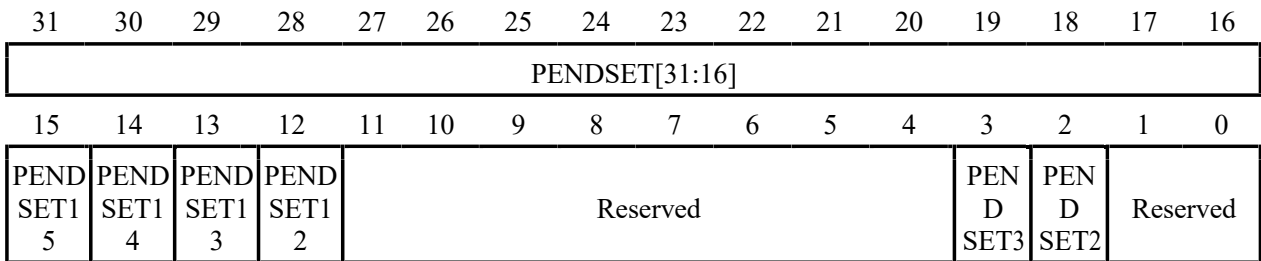 31 30 29 28 27 26 25 24 23 22 21 20 19 18 17 16
PENDSET[31:16]
15 14 13 12 11 10 9 8 7 6 5 4 3 2 1 0
PEND PEND PEND PEND Reserved PEN PEN Reserved
SET1 SET1 SET1 SET1 D D
5 4 3 2 SET3 SET2